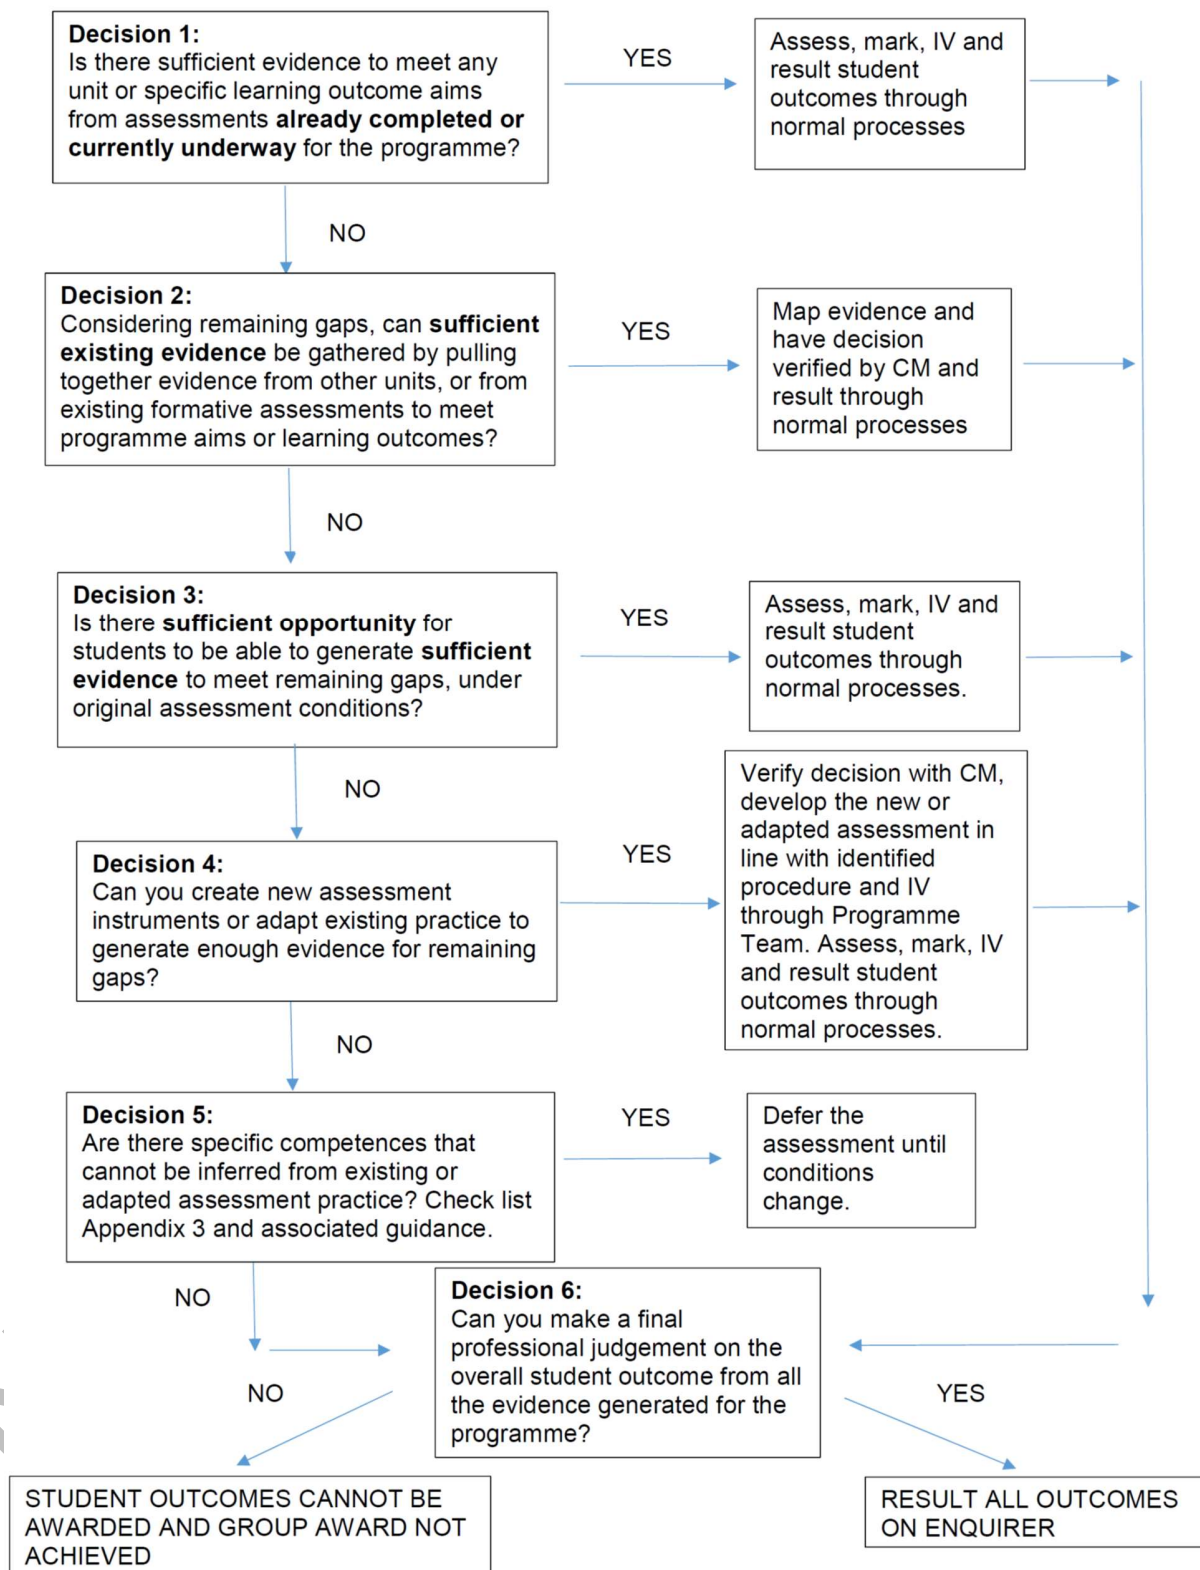 Decision 1:
Is there sufficient evidence to meet any
unit or specific learning outcome aims
from assessments already completed or
currently underway for the programme?
YES
Assess, mark, IV and
result student
outcomes through
normal processes
NO
Decision 2:
Considering remaining gaps, can sufficient
existing evidence be gathered by pulling
together evidence from other units, or from
existing formative assessments to meet
programme aims or learning outcomes?
YES
Map evidence and
have decision
verified by CM and
result through
normal processes
NO
Decision 3:
Is there sufficient opportunity for
students to be able to generate sufficient
evidence to meet remaining gaps, under
original assessment conditions?
YES
Assess, mark, IV and
result student
outcomes through
normal processes.
NO
Decision 4:
Can you create new assessment
instruments or adapt existing practice to
generate enough evidence for remaining
gaps?
YES
Verify decision with CM,
develop the new or
adapted assessment in
line with identified
procedure and IV
through Programme
Team. Assess, mark, IV
and result student
outcomes through
normal processes.
NO
Decision 5:
Are there specific competences that
cannot be inferred from existing or
adapted assessment practice? Check list
Appendix 3 and associated guidance.
YES
Defer the
assessment until
conditions
change.
NO
Decision 6:
Can you make a final
professional judgement on the
overall student outcome from all
the evidence generated for the
programme?
NO
YES
STUDENT OUTCOMES CANNOT BE
AWARDED AND GROUP AWARD NOT
ACHIEVED
RESULT ALL OUTCOMES
ON ENQUIRER